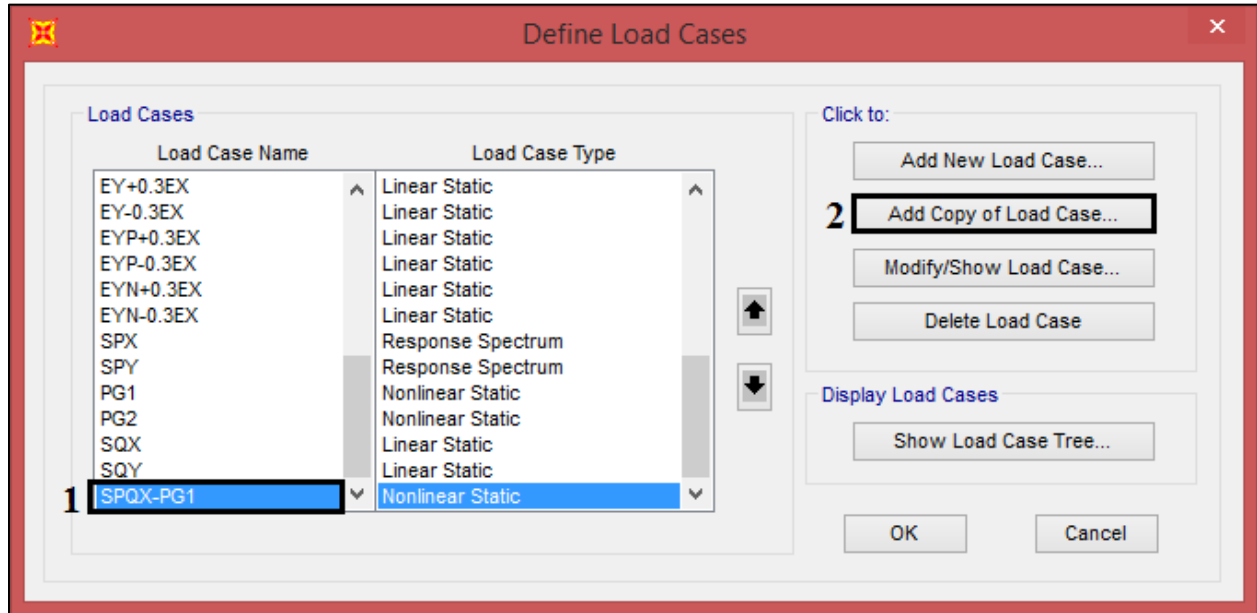 Define Load Cases
Load Cases
Load Case Name Load Case Type
EY+0.3EX Linear Static
EY-0.3EX Linear Static
EYP+0.3EX Linear Static
EYP-0.3EX Linear Static
EYN+0.3EX Linear Static
EYN-0.3EX Linear Static
SPX Response Spectrum
SPY Response Spectrum
PG1 Nonlinear Static
PG2 Nonlinear Static
SQX Linear Static
SQY Linear Static
1 SPQX-PG1 Nonlinear Static
Click to:
Add New Load Case...
2 Add Copy of Load Case...
Modify/Show Load Case...
Delete Load Case
Display Load Cases
Show Load Case Tree...
OK Cancel